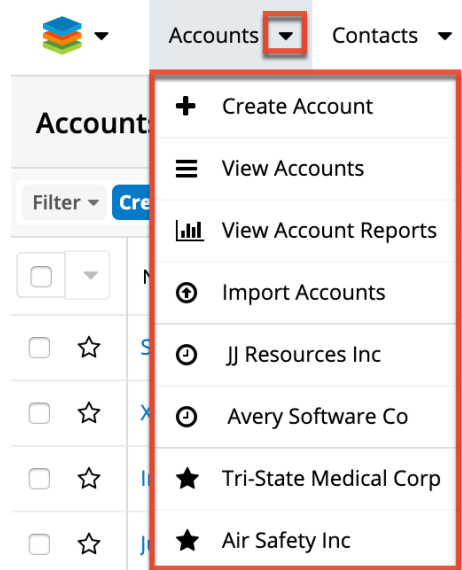 Accounts Contacts
Accounts
Create Account
View Accounts
Filter
Cre
View Account Reports
Import Accounts
JJ Resources Inc
Avery Software Co
Tri-State Medical Corp
Air Safety Inc